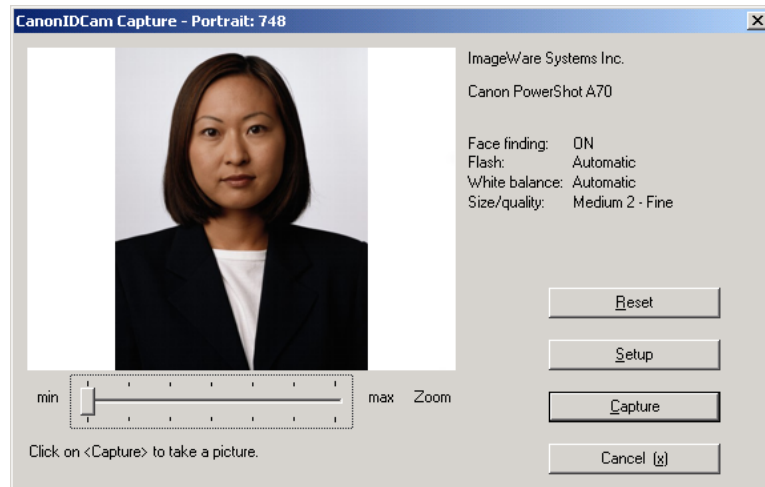 CanonIDCam Capture - Portrait: 748
ImageWare Systems Inc.
Canon PowerShot A70
Face finding: ON
Flash: Automatic
White balance: Automatic
Size/quality: Medium 2 - Fine
Reset
Setup
min max Zoom
Capture
Click on <Capture> to take a picture.
Cancel (x)